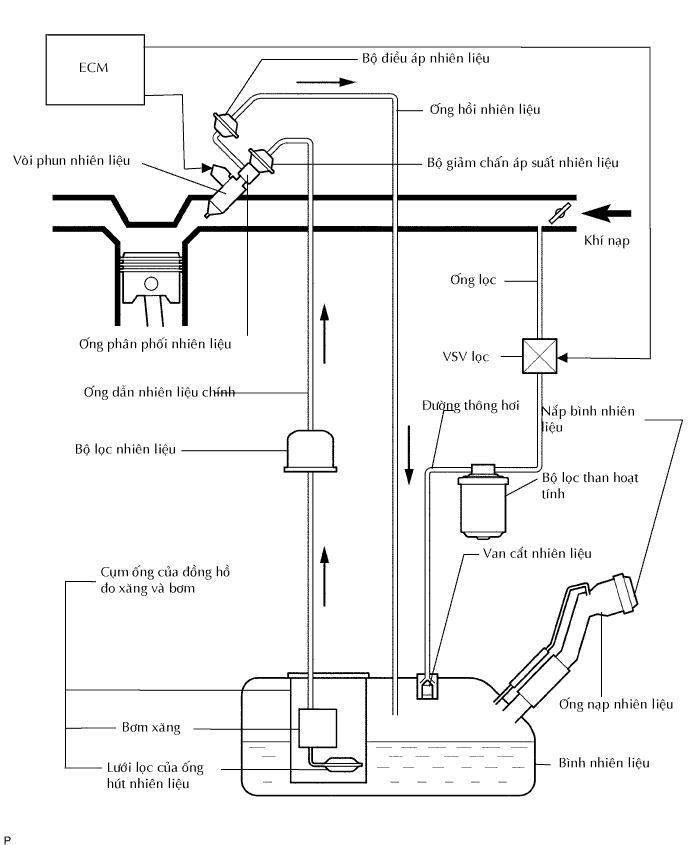 ECM
Bộ điều áp nhiên liệu
Ống hồi nhiên liệu
Vòi phun nhiên liệu
Bộ giảm chấn áp suất nhiên liệu
Khí nạp
Ống lọc
Ống phân phối nhiên liệu
VSV lọc
Ống dẫn nhiên liệu chính
Đường thông hơi
Nắp bình nhiên
liệu
Bộ lọc nhiên liệu
Bộ lọc than hoạt
tính
Van cắt nhiên liệu
Cụm ống của đồng hồ
đo xăng và bơm
Ống nạp nhiên liệu
Bơm xăng
Bình nhiên liệu
Lưới lọc của ống
hút nhiên liệu
P